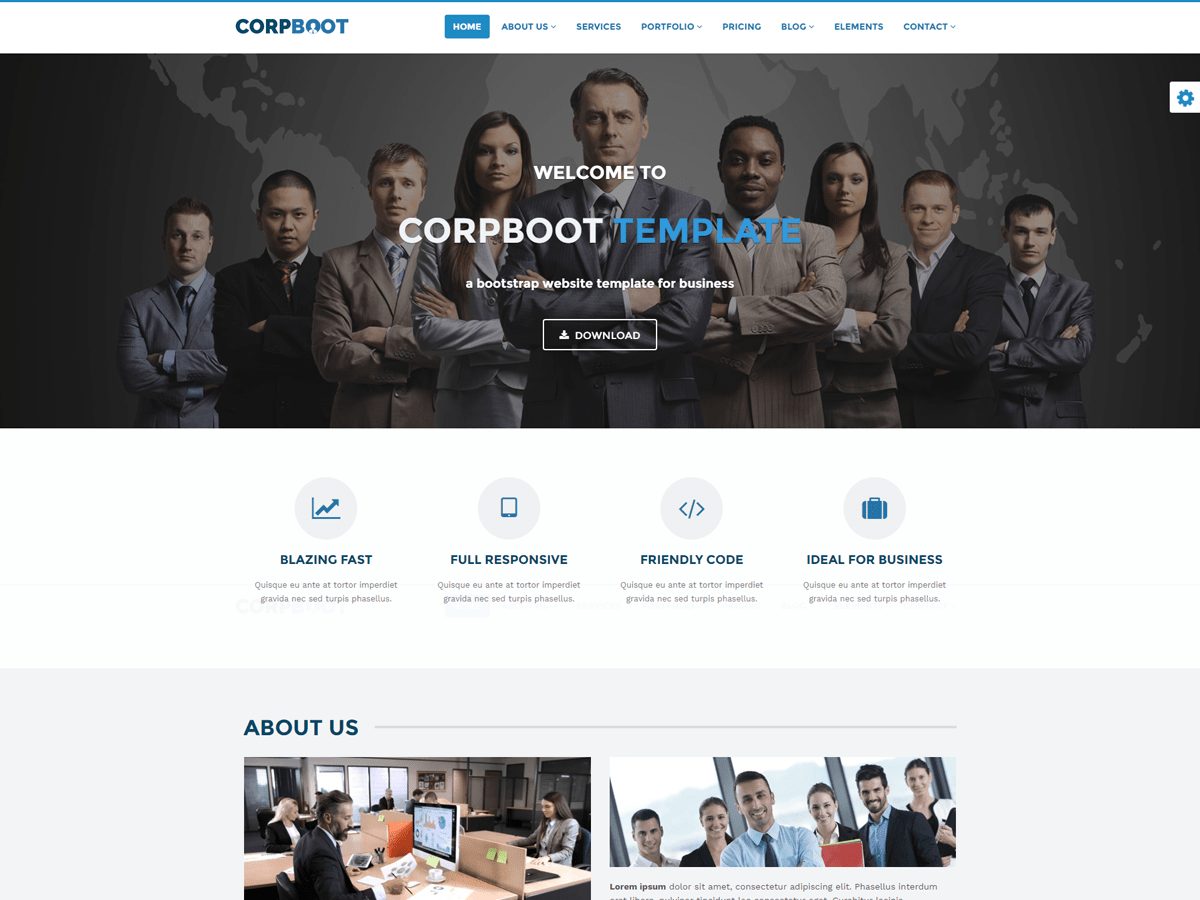 CORPBOOT
HOME ABOUT US SERVICES PORTFOLIO PRICING BLOG ELEMENTS CONTACT
WELCOME TO
CORPBOOT TEMPLATE
a bootstrap website template for business
DOWNLOAD
BLAZING FAST
Quisque eu ante at tortor imperdiet
gravida nec sed turpis phasellus.
FULL RESPONSIVE
Quisque eu ante at tortor imperdiet
gravida nec sed turpis phasellus.
FRIENDLY CODE
Quisque eu ante at tortor imperdiet
gravida nec sed turpis phasellus.
IDEAL FOR BUSINESS
Quisque eu ante at tortor imperdiet
gravida nec sed turpis phasellus.
CORPBOOT
ABOUT US
Lorem ipsum dolor sit amet, consectetur adipiscing elit. Phasellus interdum